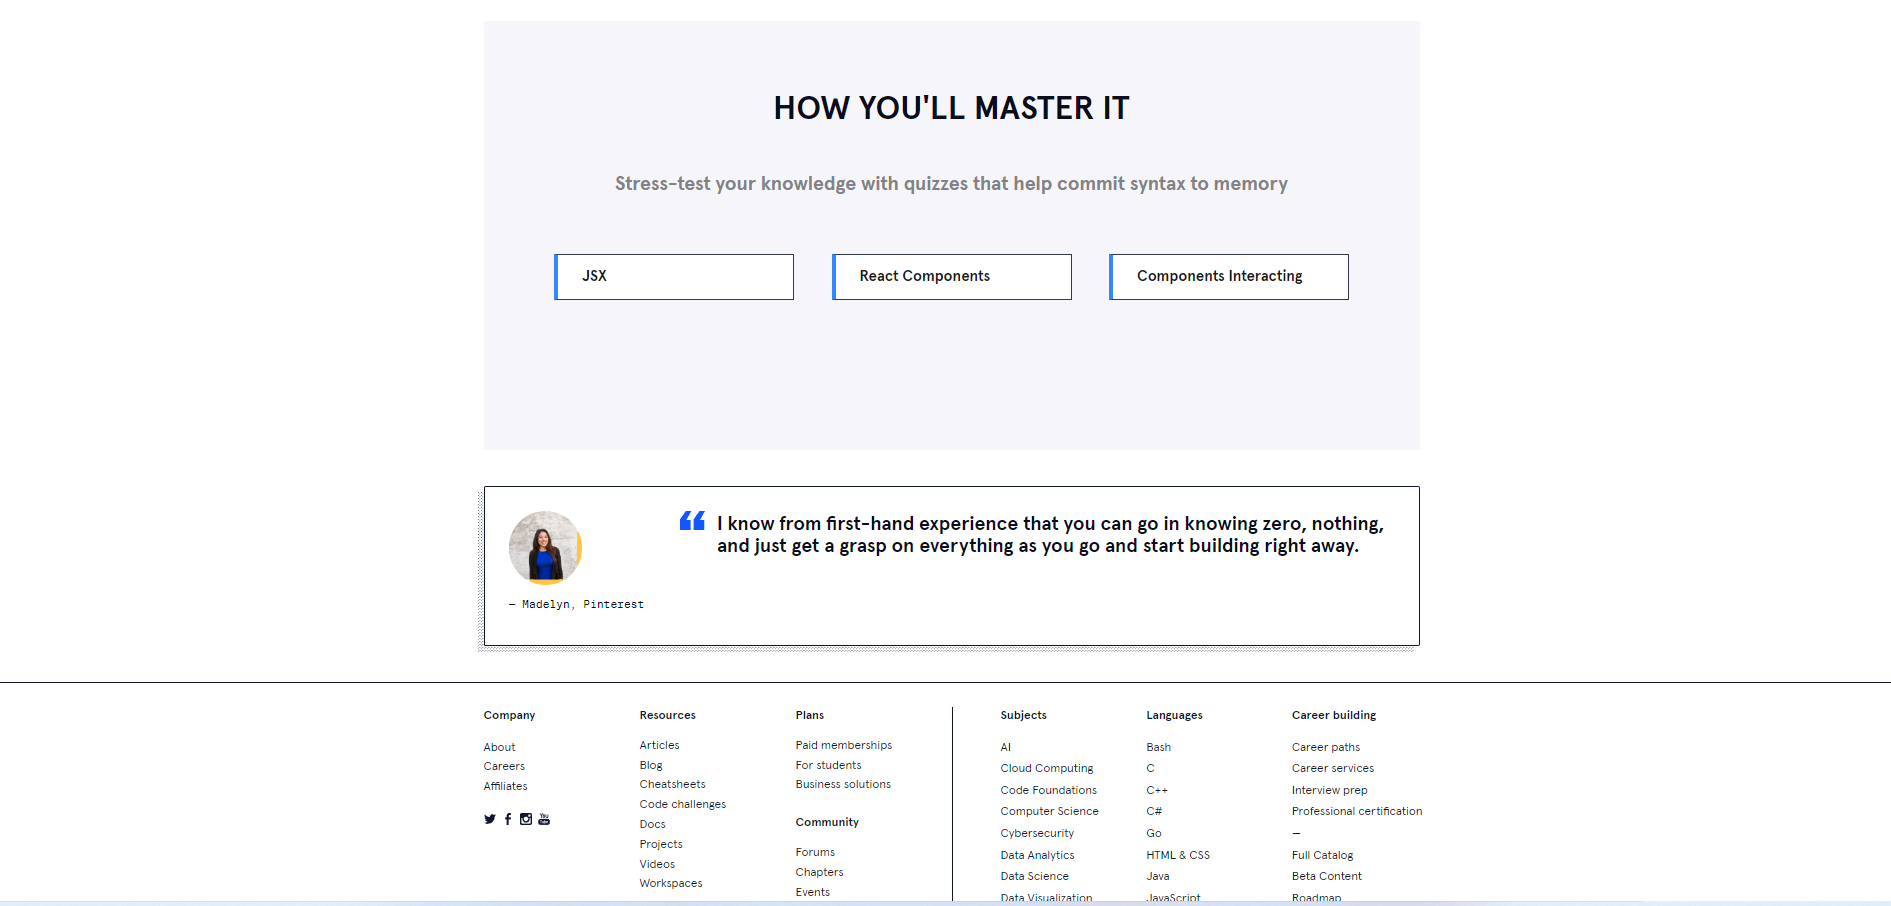 HOW YOU'LL MASTER IT
Stress-test your knowledge with quizzes that help commit syntax to memory
JSX
React Components
Components Interacting
I know from first-hand experience that you can go in knowing zero, nothing,
and just get a grasp on everything as you go and start building right away.
— Madelyn, Pinterest
Company
About
Careers
Affiliates
Resources
Articles
Blog
Cheatsheets
Code challenges
Docs
Projects
Videos
Workspaces
Plans
Paid memberships
For students
Business solutions
Community
Forums
Chapters
Events
Subjects
AI
Cloud Computing
Code Foundations
Computer Science
Cybersecurity
Data Analytics
Data Science
Data Visualization
Languages
Bash
C
C++
C#
Go
HTML & CSS
Java
JavaScript
Career building
Career paths
Career services
Interview prep
Professional certification
—
Full Catalog
Beta Content
Roadmap